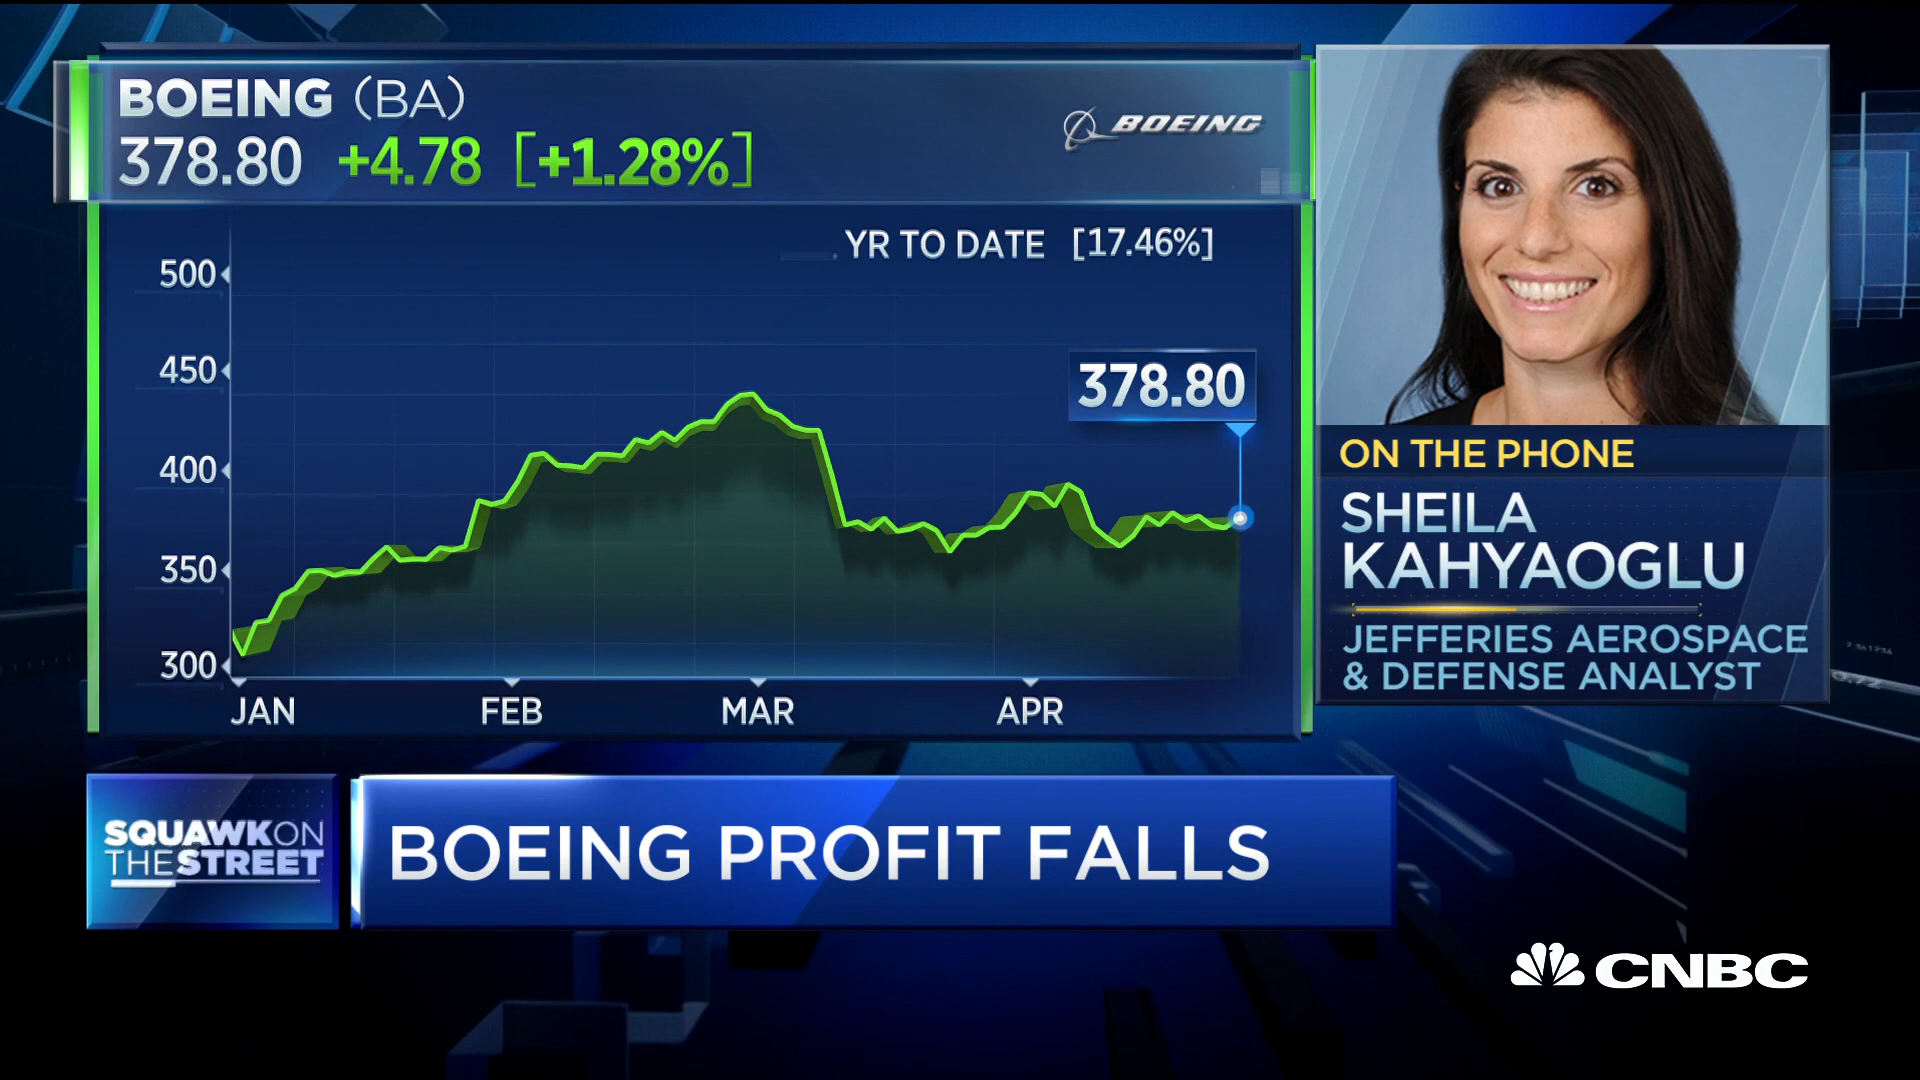 BOEING (BA)
378.80 +4.78 [+1.28%]
BOEING
YR TO DATE [17.46%]
500
450
400
350
300
378.80
JAN FEB MAR APR
ON THE PHONE
SHEILA
KAHYAOGLU
JEFFERIES AEROSPACE
& DEFENSE ANALYST
SQUAWK ON
THE STREET
BOEING PROFIT FALLS
CNBC